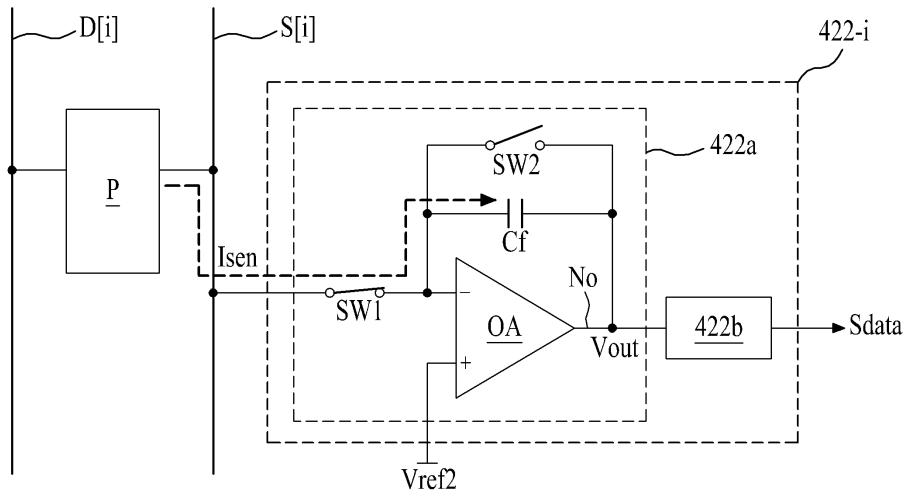 D[i]
S[i]
422-i
422a
SW2
P
Cf
Isen
SW1
−
No
OA
422b
Sdata
Vout
+
Vref2